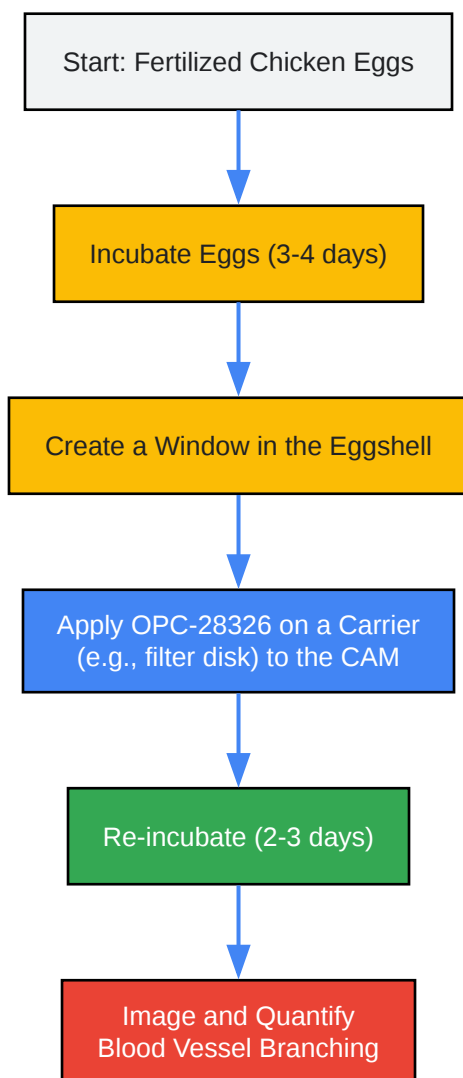 Start: Fertilized Chicken Eggs
Incubate Eggs (3-4 days)
Create a Window in the Eggshell
Apply OPC-28326 on a Carrier
(e.g., filter disk) to the CAM
Re-incubate (2-3 days)
Image and Quantify
Blood Vessel Branching